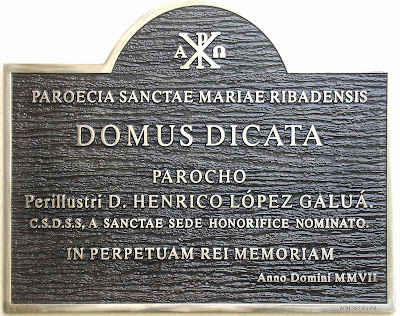 Α Ω
PAROECIA SANCTAE MARIAE RIBADENSIS
DOMUS DICATA
PAROCHO
Perillustri D. HENRICO LÓPEZ GALUÁ.
C.S.D.S.S, A SANCTAE SEDE HONORIFICE NOMINATO.
IN PERPETUAM REI MEMORIAM
Anno Domini MMVII